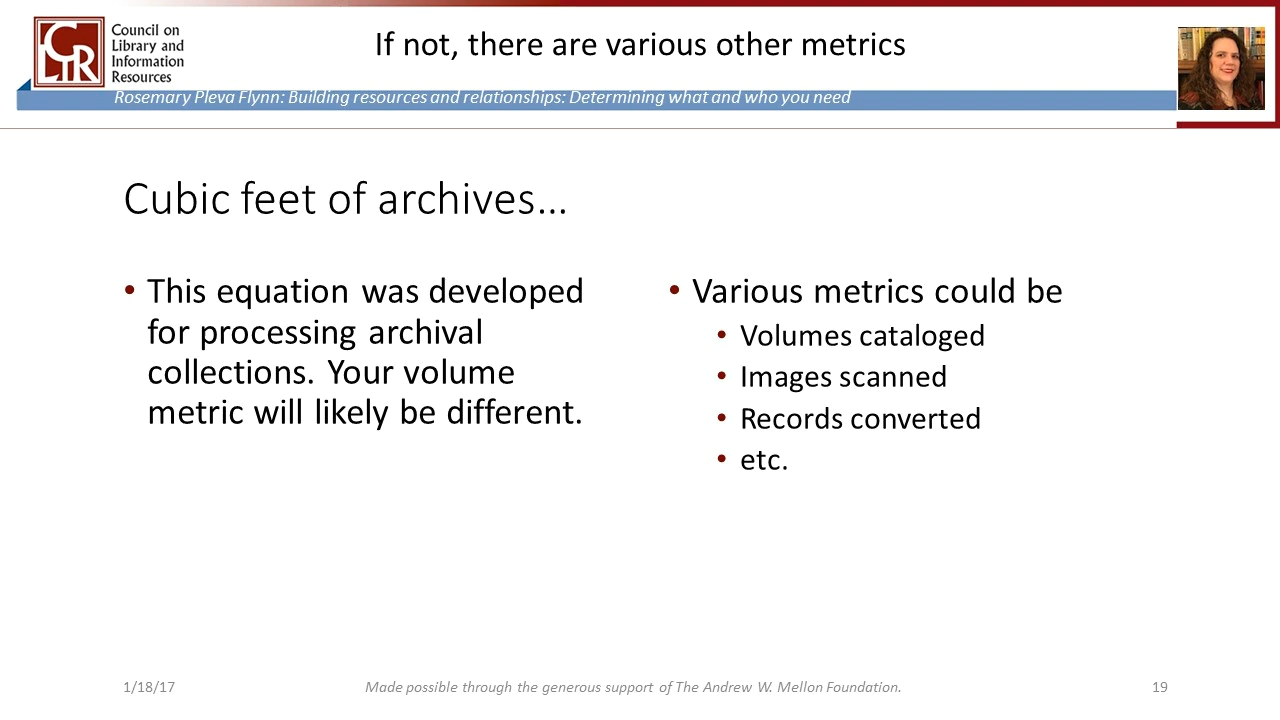 CLIR
Council on
Library and
Information
Resources
If not, there are various other metrics
Rosemary Pleva Flynn: Building resources and relationships: Determining what and who you need
Cubic feet of archives…
• This equation was developed
for processing archival
collections. Your volume
metric will likely be different.
• Various metrics could be
• Volumes cataloged
• Images scanned
• Records converted
• etc.
1/18/17
Made possible through the generous support of The Andrew W. Mellon Foundation.
19